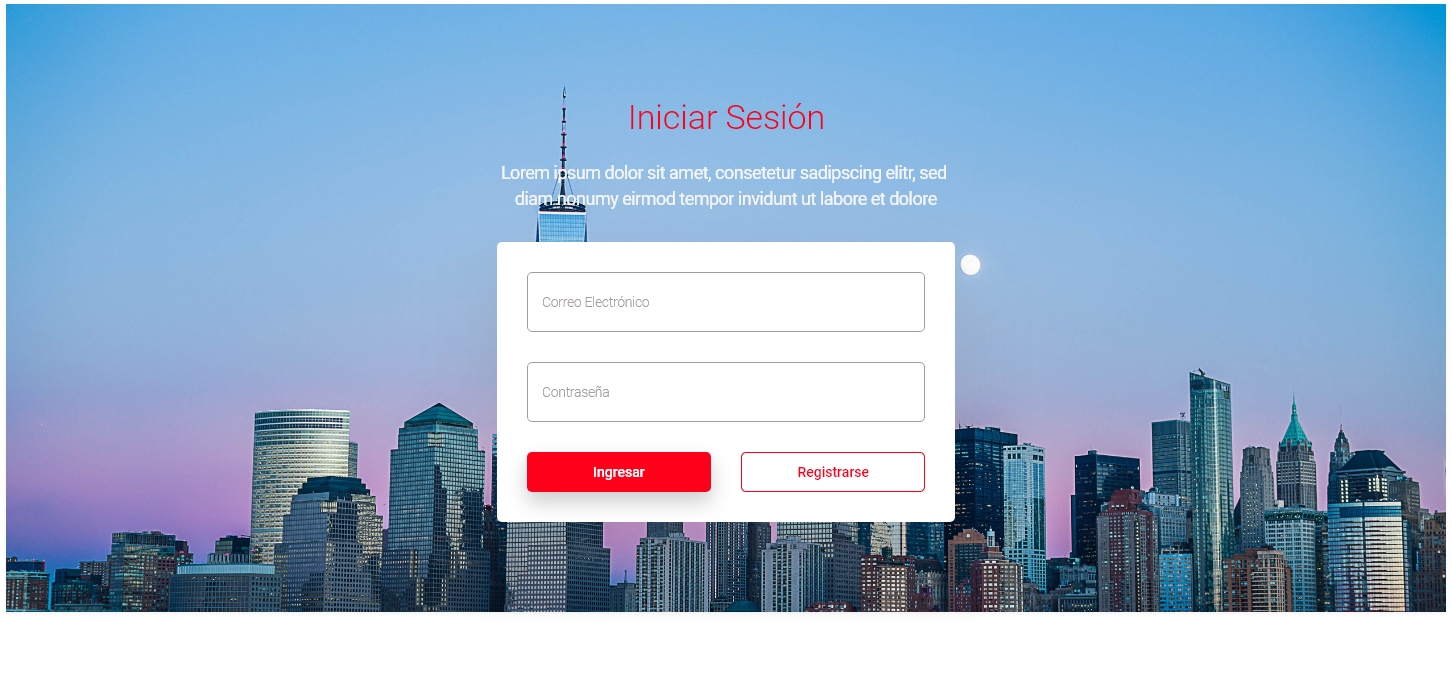 Iniciar Sesión
Lorem ipsum dolor sit amet, consetetur sadipscing elitr, sed
diam nonumy eirmod tempor invidunt ut labore et dolore
Correo Electrónico
Contraseña
Ingresar
Registrarse